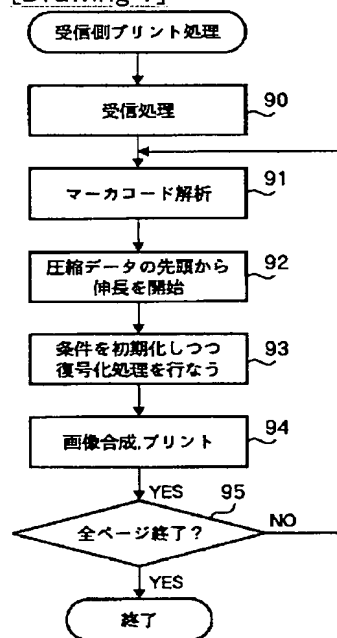 受信側プリント処理
受信処理
90
マーカコード解析
91
圧縮データの先頭から
伸長を開始
92
条件を初期化しつつ
復号化処理を行なう
93
画像合成,プリント
94
YES
95
全ページ終了?
NO
YES
終了